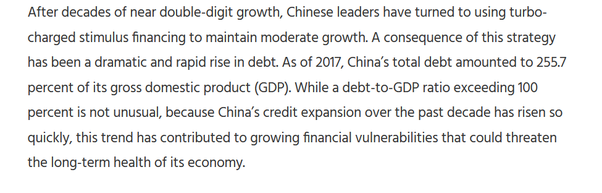 After decades of near double-digit growth, Chinese leaders have turned to using turbo-
charged stimulus financing to maintain moderate growth. A consequence of this strategy
has been a dramatic and rapid rise in debt. As of 2017, China’s total debt amounted to 255.7
percent of its gross domestic product (GDP). While a debt-to-GDP ratio exceeding 100
percent is not unusual, because China’s credit expansion over the past decade has risen so
quickly, this trend has contributed to growing financial vulnerabilities that could threaten
the long-term health of its economy.